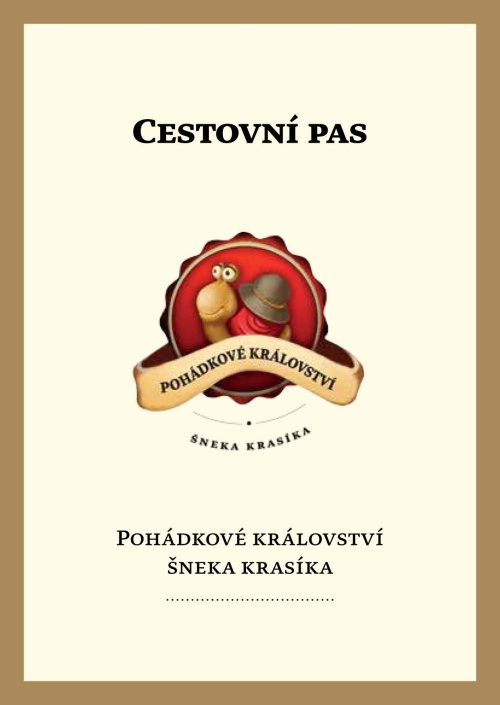 Cestovní pas
POHÁDKOVÉ KRÁLOVSTVÍ
ŠNEKA KRASÍKA
Pohádkové království
šneka krasíka